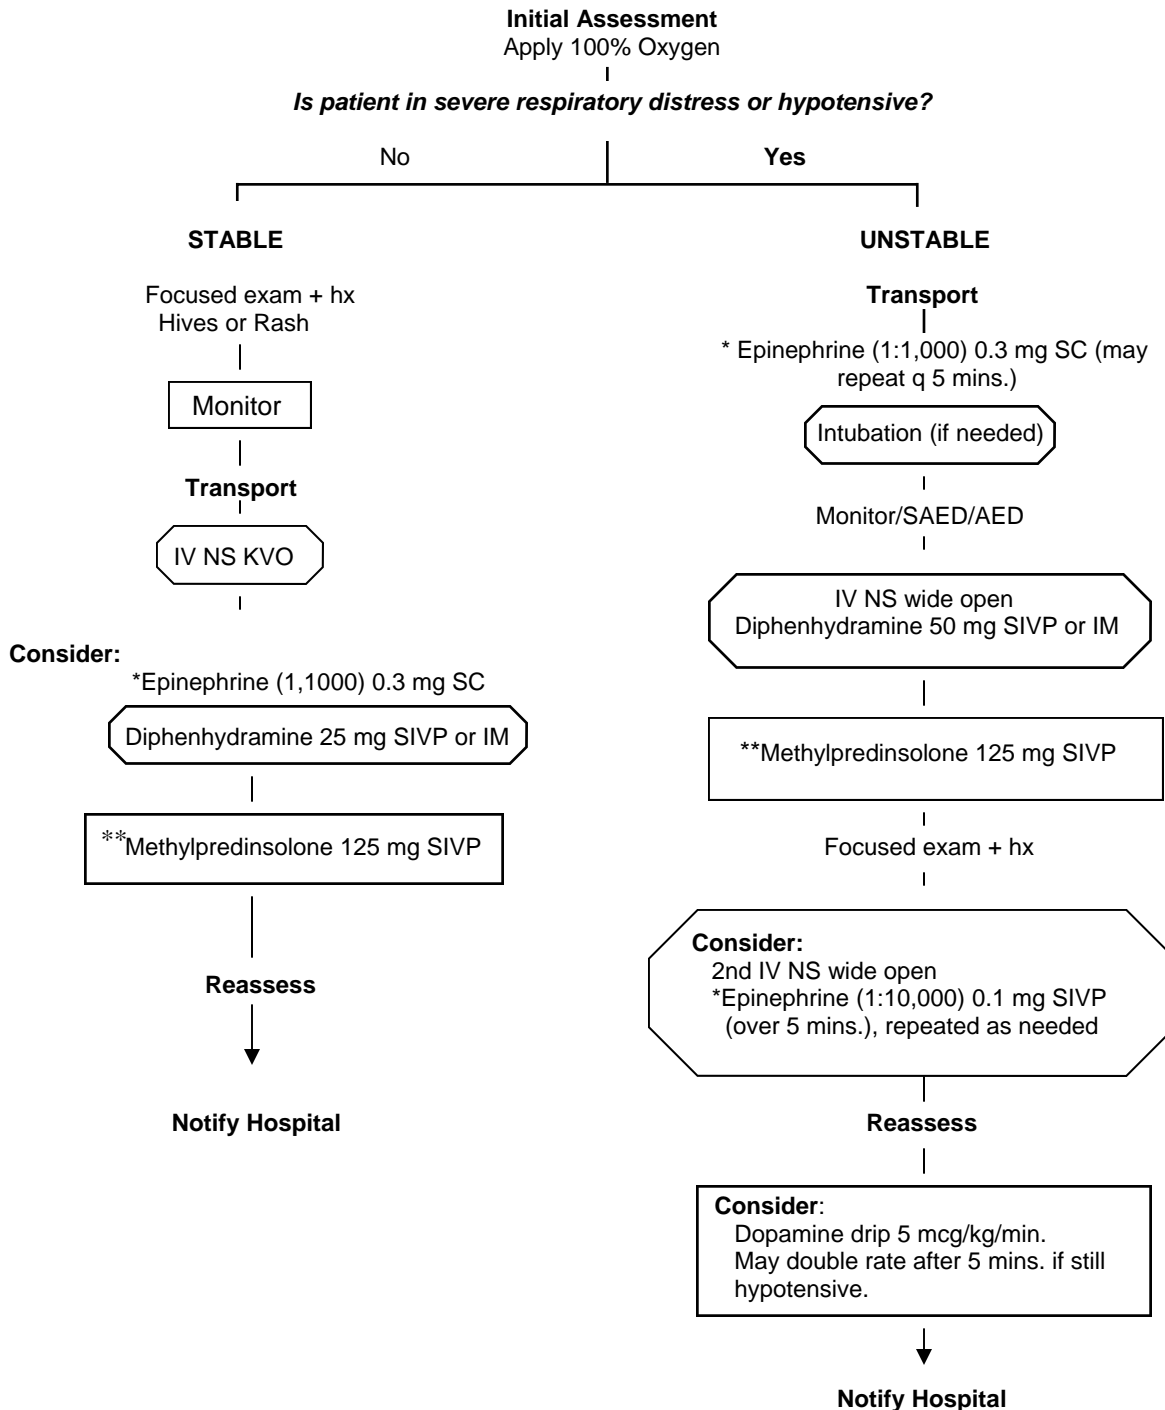 Initial Assessment
Apply 100% Oxygen
Is patient in severe respiratory distress or hypotensive?
No
Yes
STABLE
Focused exam + hx
Hives or Rash
Monitor
Transport
IV NS KVO
Consider:
*Epinephrine (1,1000) 0.3 mg SC
Diphenhydramine 25 mg SIVP or IM
**Methylpredinsolone 125 mg SIVP
Reassess
Notify Hospital
UNSTABLE
Transport
* Epinephrine (1:1,000) 0.3 mg SC (may
repeat q 5 mins.)
Intubation (if needed)
Monitor/SAED/AED
IV NS wide open
Diphenhydramine 50 mg SIVP or IM
**Methylpredinsolone 125 mg SIVP
Focused exam + hx
Consider:
2nd IV NS wide open
*Epinephrine (1:10,000) 0.1 mg SIVP
(over 5 mins.), repeated as needed
Reassess
Consider:
Dopamine drip 5 mcg/kg/min.
May double rate after 5 mins. if still
hypotensive.
Notify Hospital